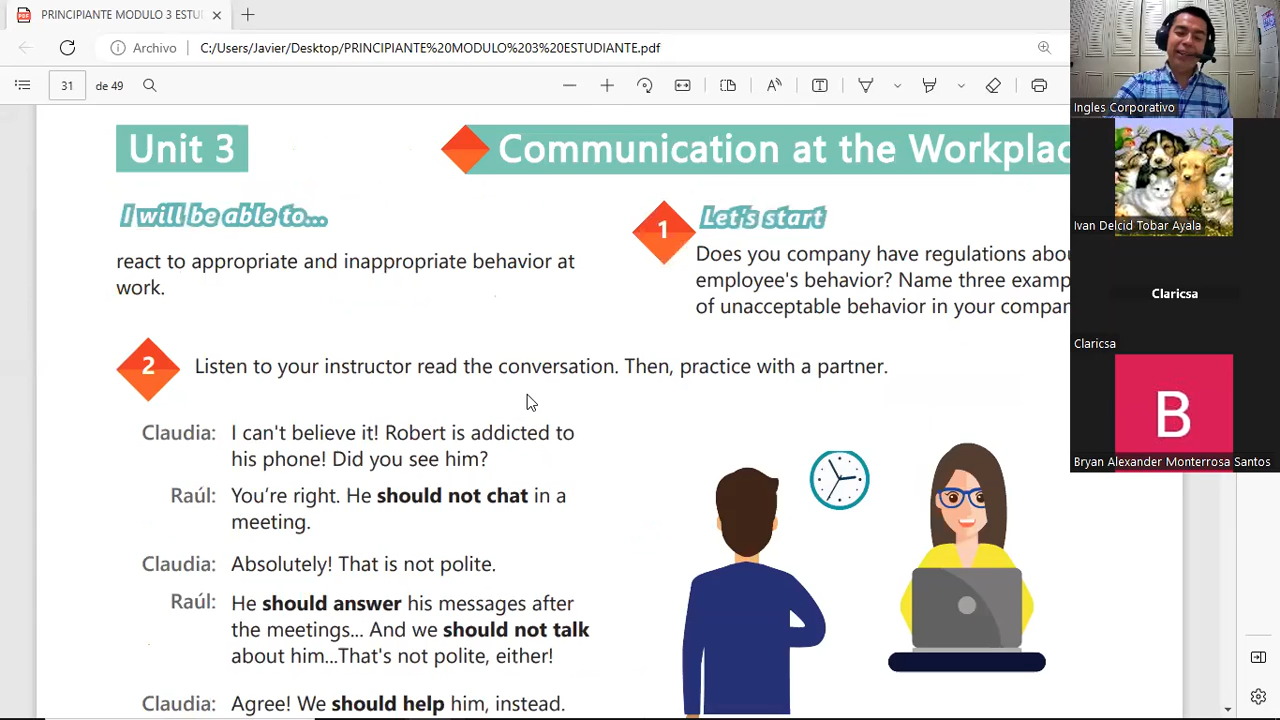 PRINCIPIANTE MODULO 3 ESTU
Archivo
C:/Users/Javier/Desktop/PRINCIPIANTE%20MODULO%203%20ESTUDIANTE.pdf
31
de 49
Unit 3
Communication at the Workplac
I will be able to...
react to appropriate and inappropriate behavior at
work.
1
Let's start
Does you company have regulations abou
employee's behavior? Name three examp
of unacceptable behavior in your compan
2
Listen to your instructor read the conversation. Then, practice with a partner.
Claudia: I can't believe it! Robert is addicted to
his phone! Did you see him?
Raúl: You're right. He should not chat in a
meeting.
Claudia: Absolutely! That is not polite.
Raúl: He should answer his messages after
the meetings... And we should not talk
about him...That's not polite, either!
Claudia: Agree! We should help him, instead.
Ingles Corporativo
Ivan Delcid Tobar Ayala
Claricsa
Claricsa
B
Bryan Alexander Monterrosa Santos